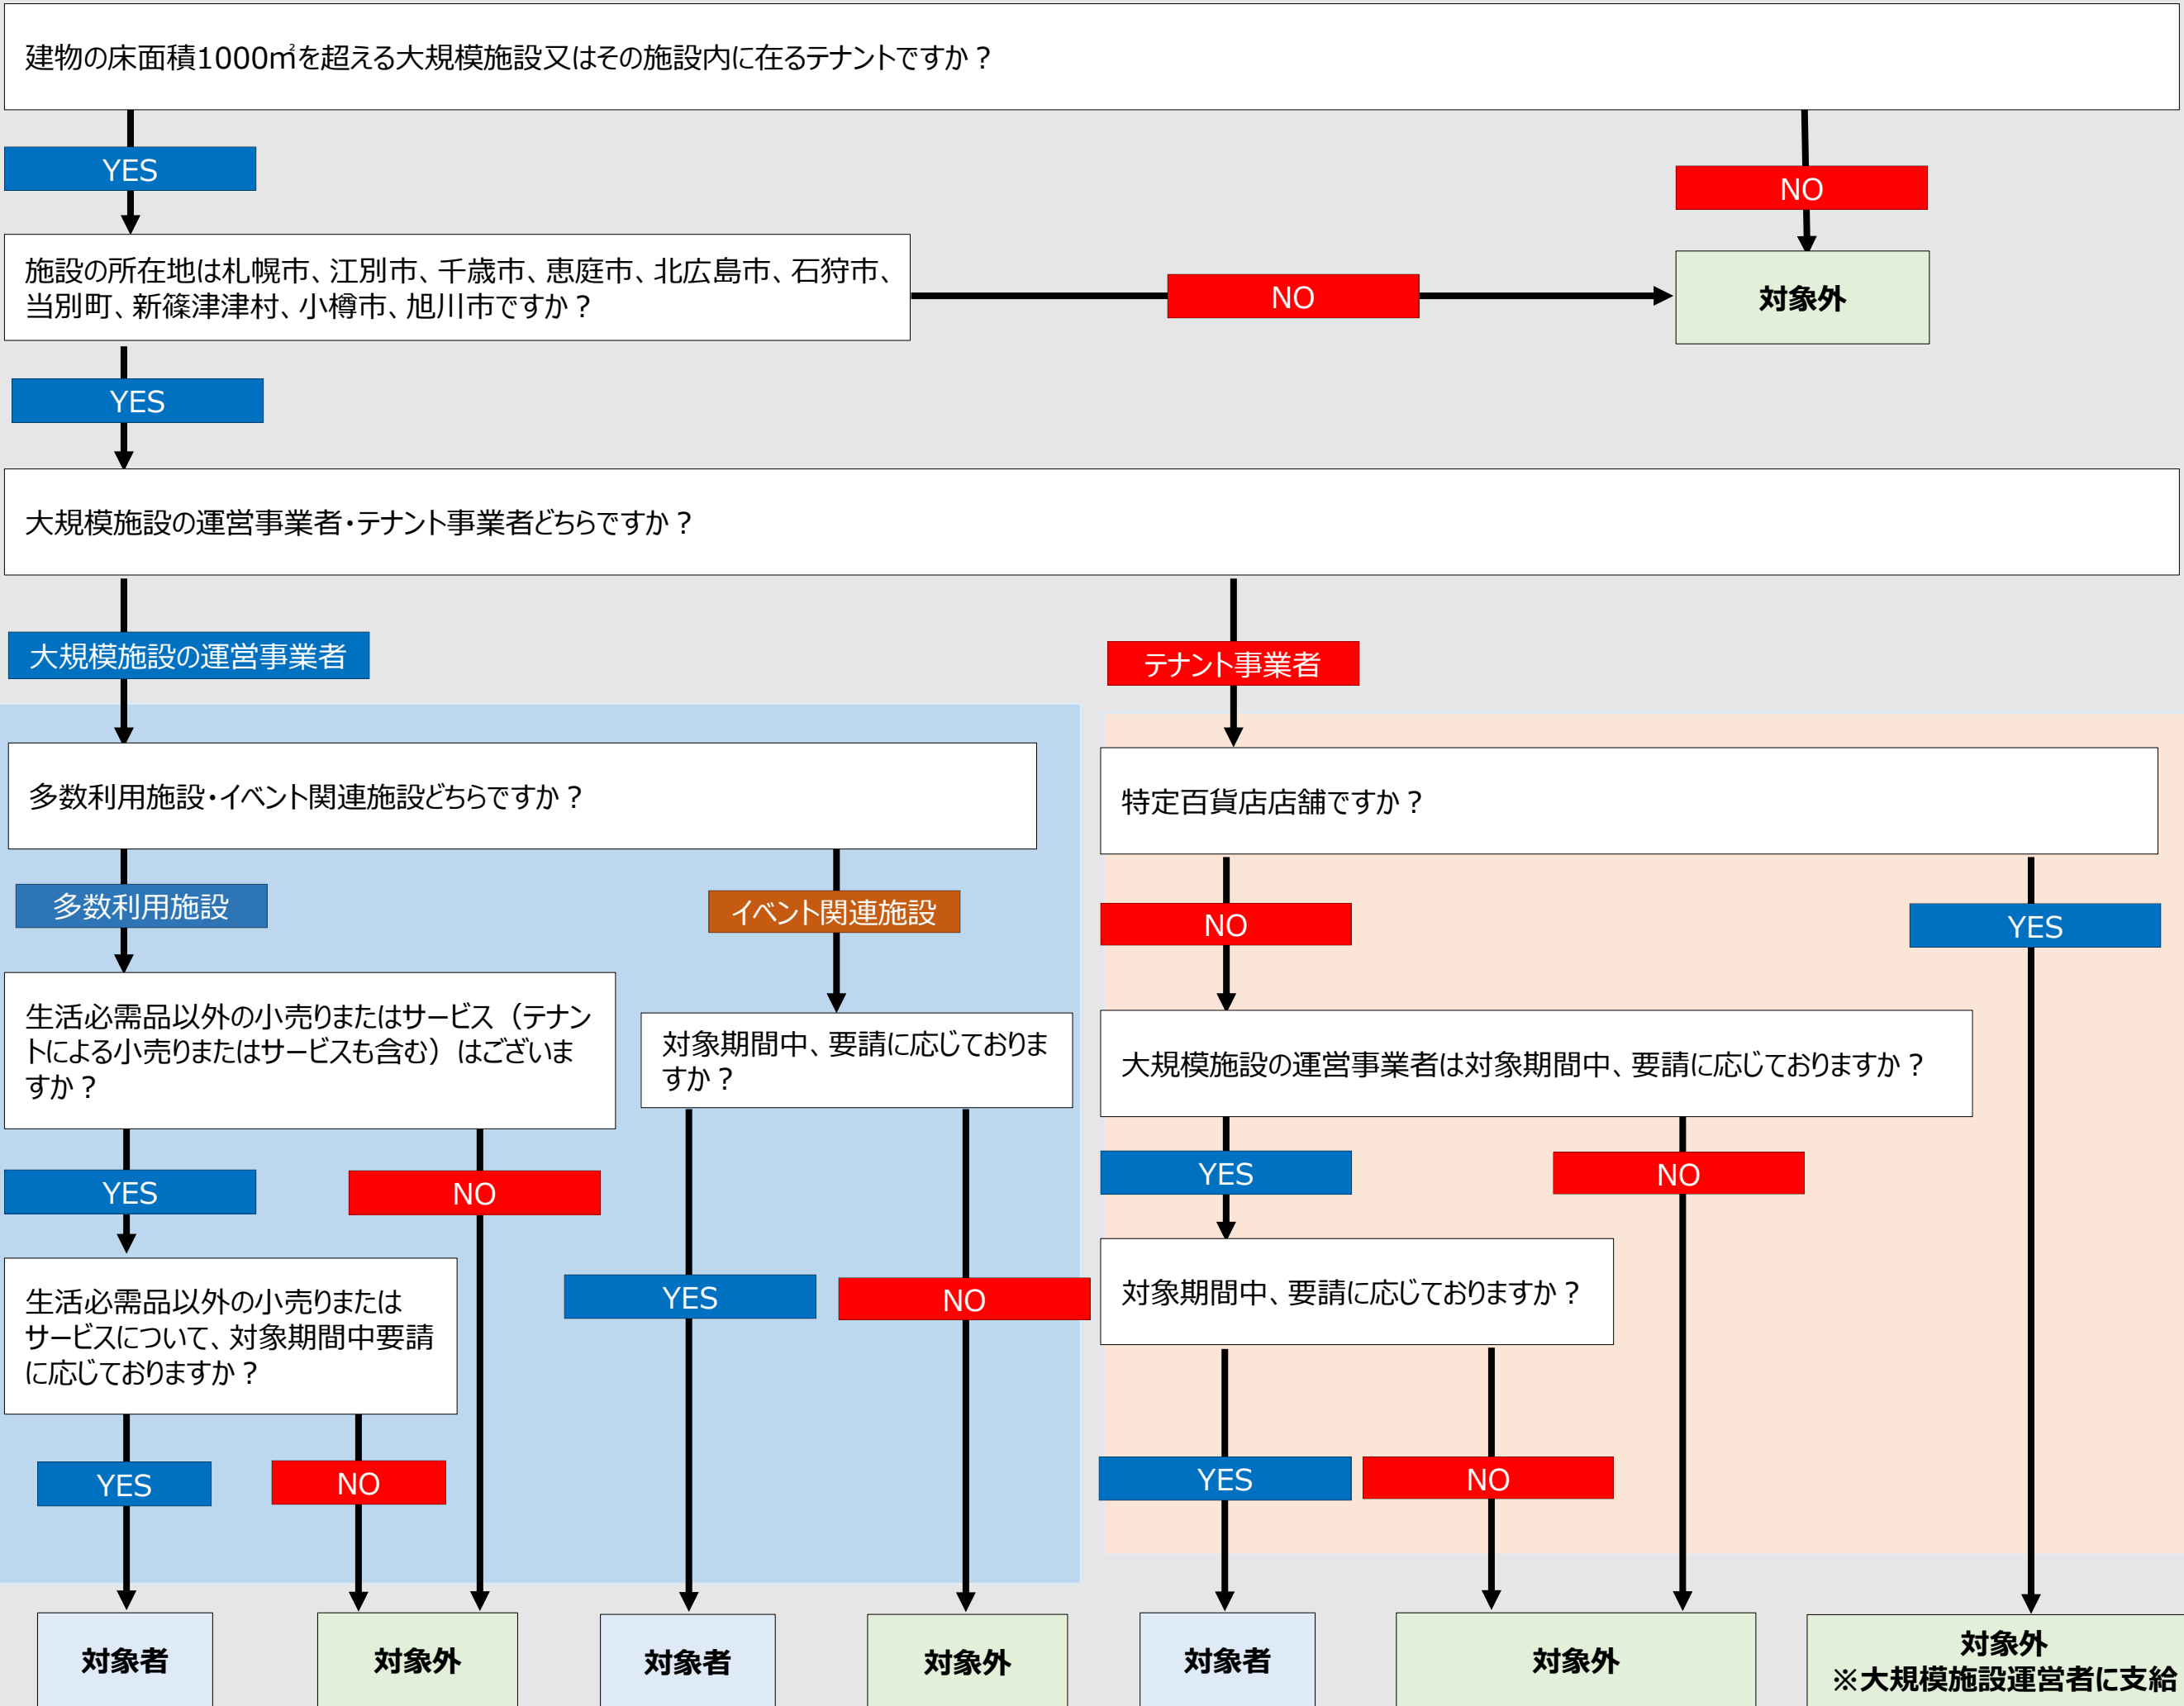 建物の床面積1000㎡を超える大規模施設又はその施設内に在るテナントですか？
YES
NO
施設の所在地は札幌市、江別市、千歳市、恵庭市、北広島市、石狩市、
当別町、新篠津津村、小樽市、旭川市ですか？
NO
対象外
YES
大規模施設の運営事業者・テナント事業者どちらですか？
大規模施設の運営事業者
テナント事業者
多数利用施設・イベント関連施設どちらですか？
特定百貨店店舗ですか？
多数利用施設
イベント関連施設
NO
YES
生活必需品以外の小売りまたはサービス（テナン
トによる小売りまたはサービスも含む）はございま
すか？
対象期間中、要請に応じておりま
すか？
大規模施設の運営事業者は対象期間中、要請に応じておりますか？
YES
NO
YES
NO
生活必需品以外の小売りまたは
サービスについて、対象期間中要請
に応じておりますか？
YES
NO
対象期間中、要請に応じておりますか？
YES
NO
YES
NO
対象者
対象外
対象者
対象外
対象者
対象外
対象外
※大規模施設運営者に支給